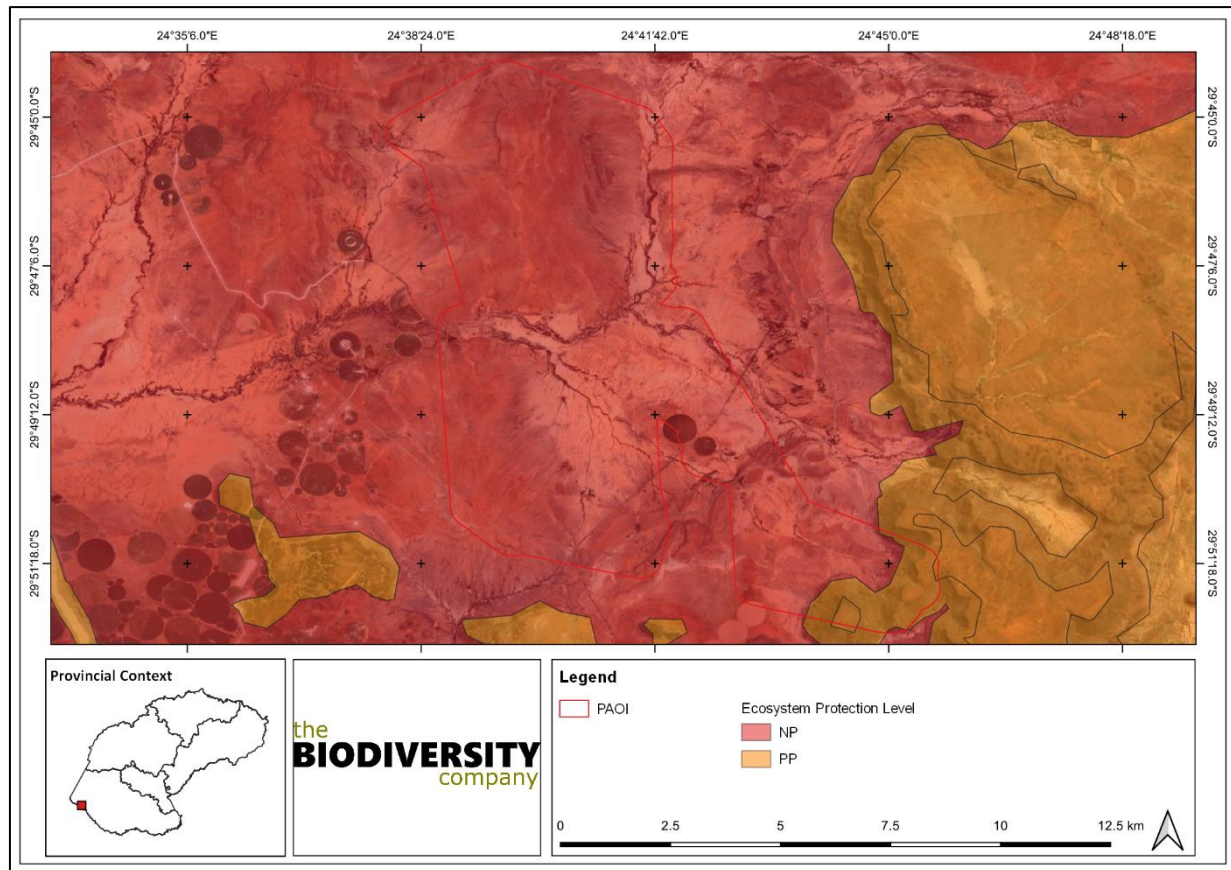 24°35'6.0"E 24°38'24.0"E 24°41'42.0"E 24°45'0.0"E 24°48'18.0"E
29°45'0.0"S 29°45'0.0"S
29°47'6.0"S 29°47'6.0"S
29°49'12.0"S 29°49'12.0"S
29°51'18.0"S 29°51'18.0"S
Provincial Context
the
BIODIVERSITY
company
Legend
PAOI
Ecosystem Protection Level
NP
PP
0 2.5 5 7.5 10 12.5 km